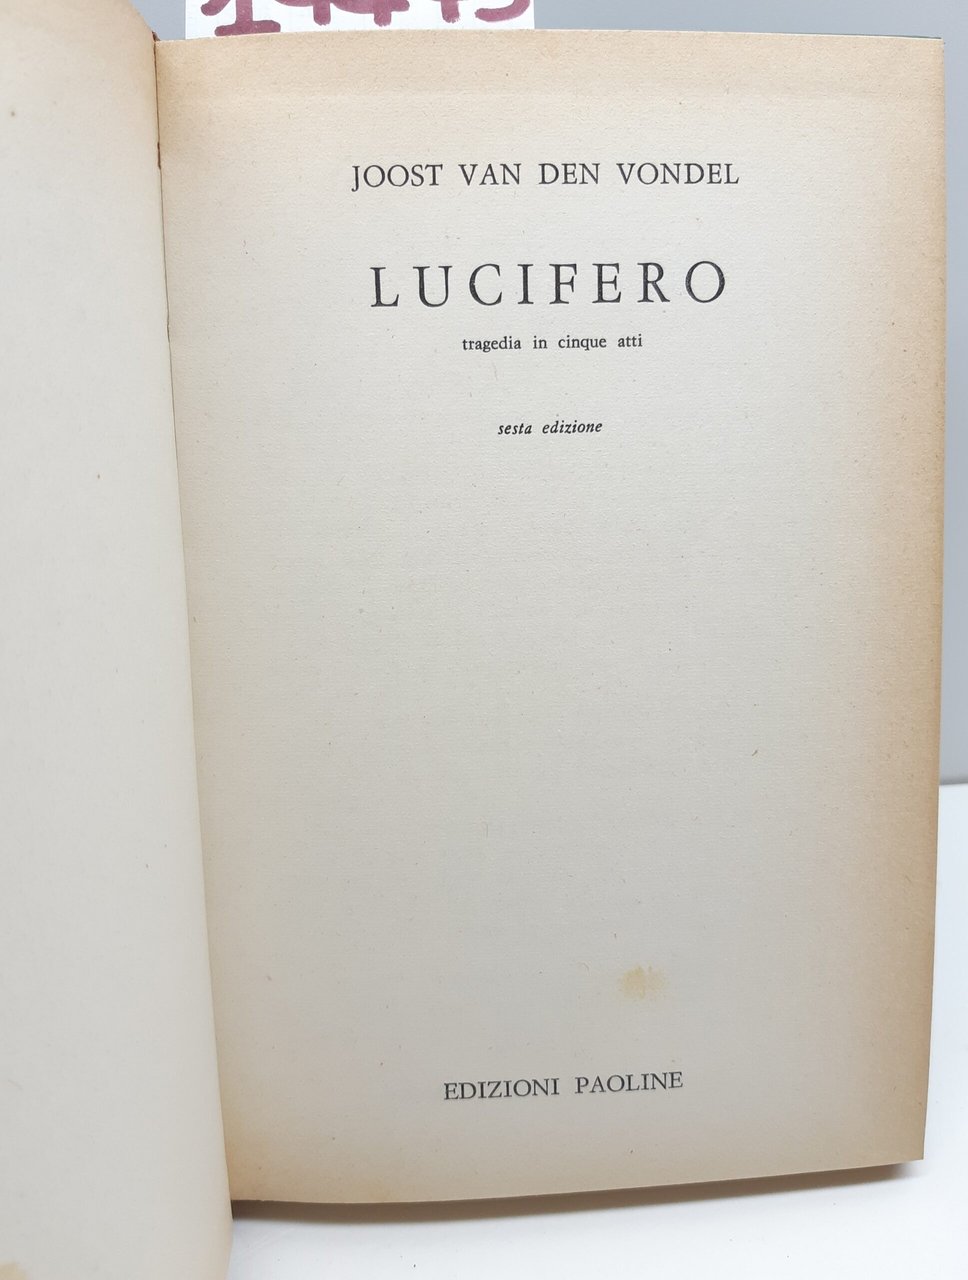 JOOST VAN DEN VONDEL
LUCIFERO
tragedia in cinque atti
sesta edizione
EDIZIONI PAOLINE